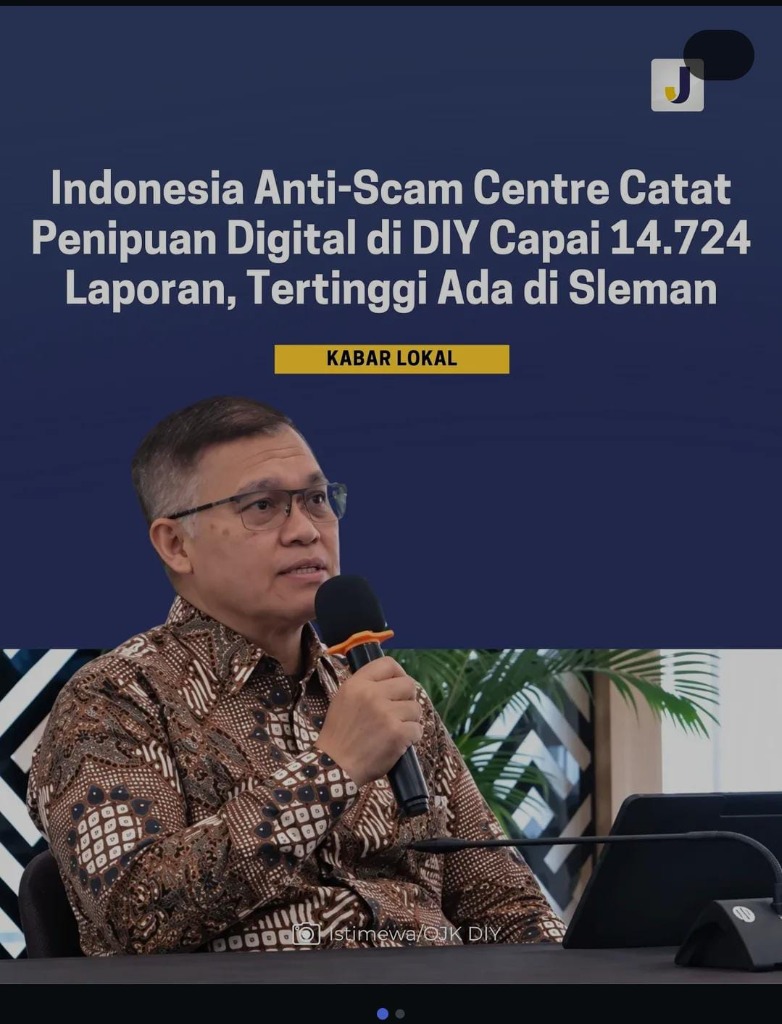 J
Indonesia Anti-Scam Centre Catat
Penipuan Digital di DIY Capai 14.724
Laporan, Tertinggi Ada di Sleman
KABAR LOKAL
Istimewa/OJK DIY